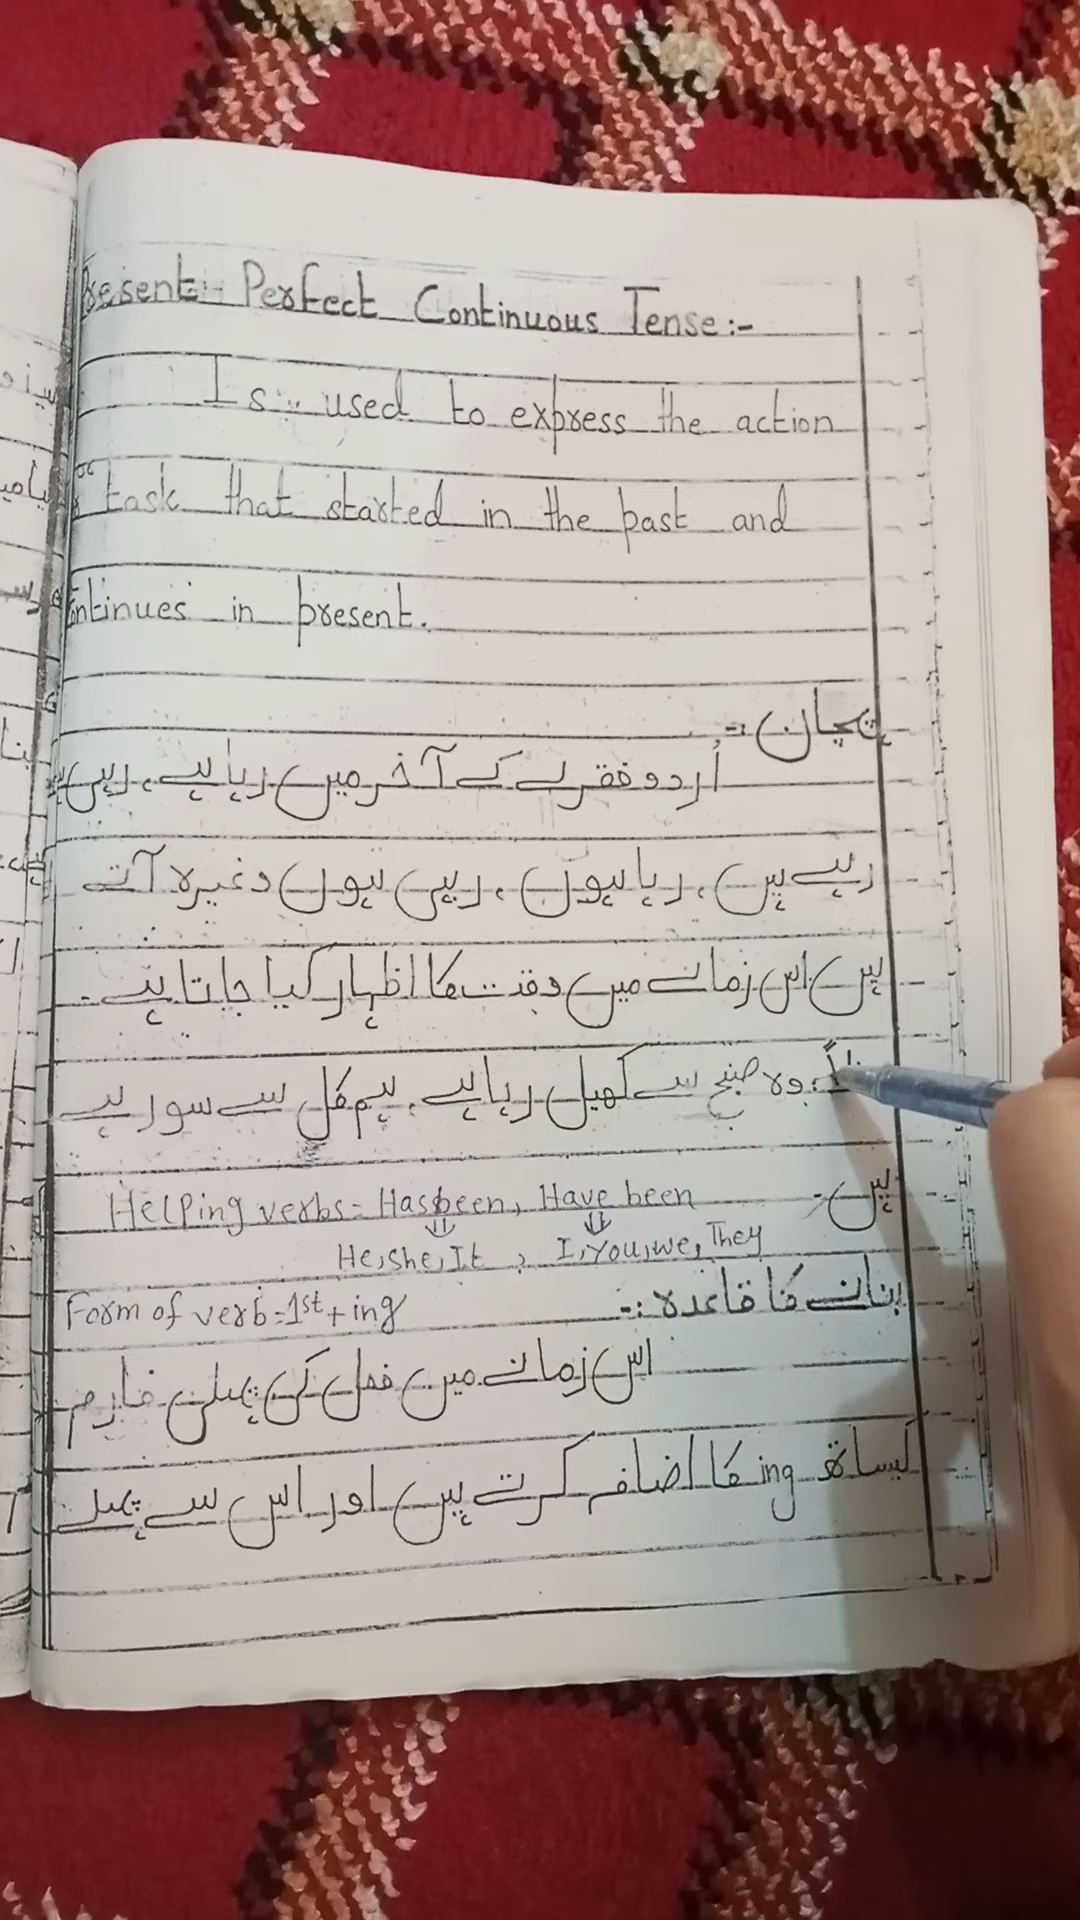 Present:- Perfect Continuous Tense:-
Is used to express the action
or task that started in the past and
continues in present.
پہچان :-
اُردو فقرے کے آخر میں رہا ہے، رہی ہے
رہے ہیں، رہا ہوں، رہی ہوں وغیرہ آتے
ہیں اس زمانے میں وقت کا اظہار کیا جاتا ہے۔
وہ صبح سے کھیل رہا ہے، ہم کل سے سو رہے
ہیں۔
Helping verbs = Has been, Have been
He, she, It , I, You, we, They
بنانے کا قاعدہ :-
Form of verb = 1st + ing
اس زمانے میں فعل کی پہلی فارم
کیساتھ ing کا اضافہ کرتے ہیں اور اس سے پہلے